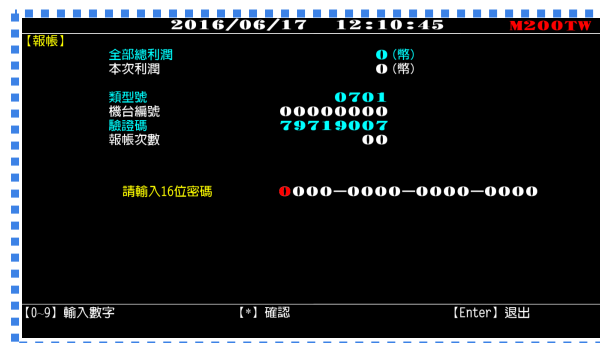 2016/06/17 12:10:45 M200TW
【報帳】
全部總利潤 0(幣)
本次利潤 0(幣)
類型號 0701
機台編號 00000000
驗證碼 79719007
報帳次數 00
請輸入16位密碼 0000-0000-0000-0000
【0~9】輸入數字 【*】確認 【Enter】退出